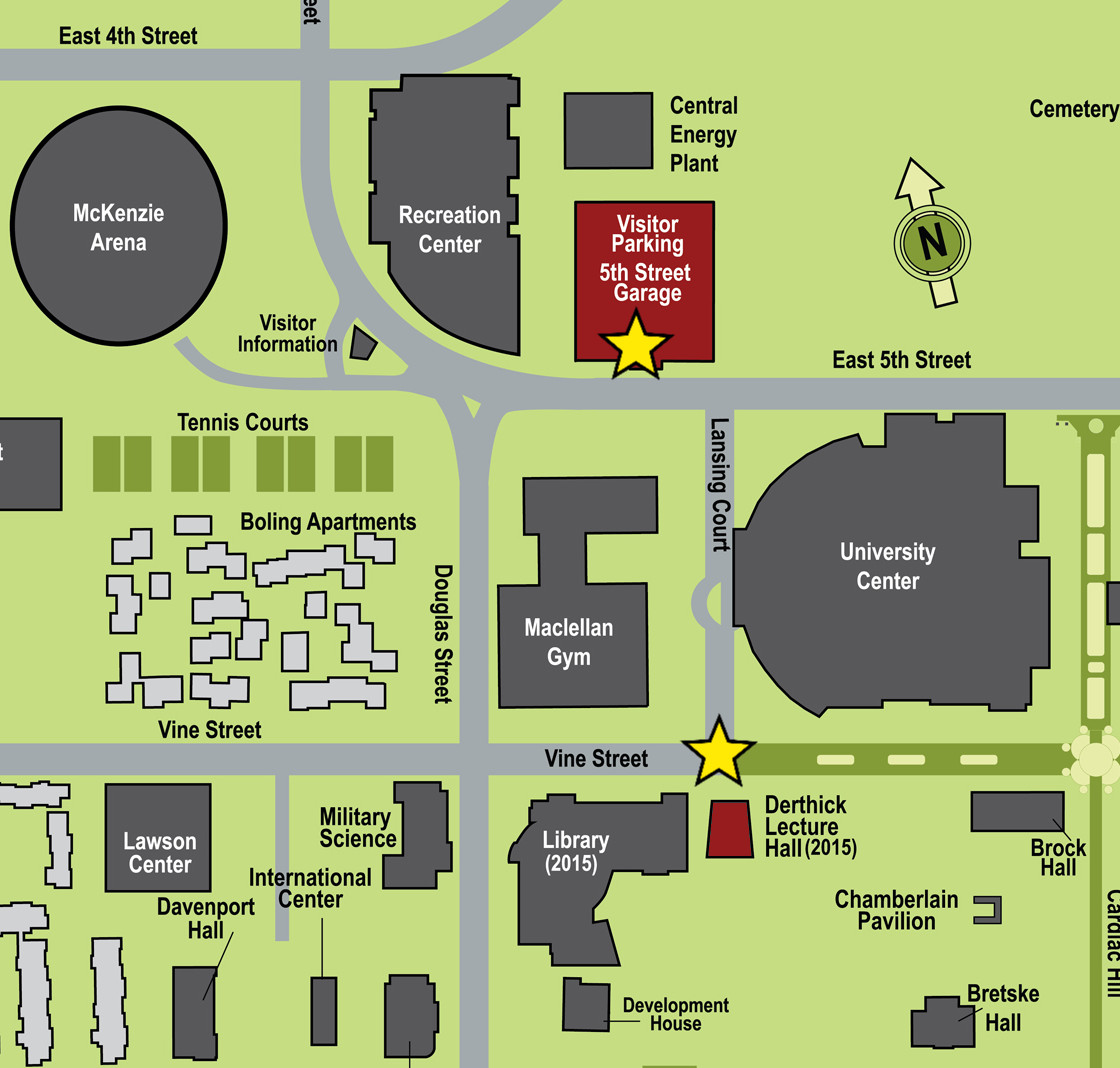 East 4th Street
Cemetery
Central
Energy
Plant
McKenzie
Arena
Recreation
Center
Visitor
Parking
5th Street
Garage
N
Visitor
Information
East 5th Street
Tennis Courts
Lansing Court
Boling Apartments
University
Center
Douglas Street
Maclellan
Gym
Vine Street
Vine Street
Military
Science
Lawson
Center
Library
(2015)
Derthick
Lecture
Hall (2015)
Brock
Hall
International
Center
Davenport
Hall
Chamberlain
Pavilion
Cardiac Hill
Development
House
Bretske
Hall